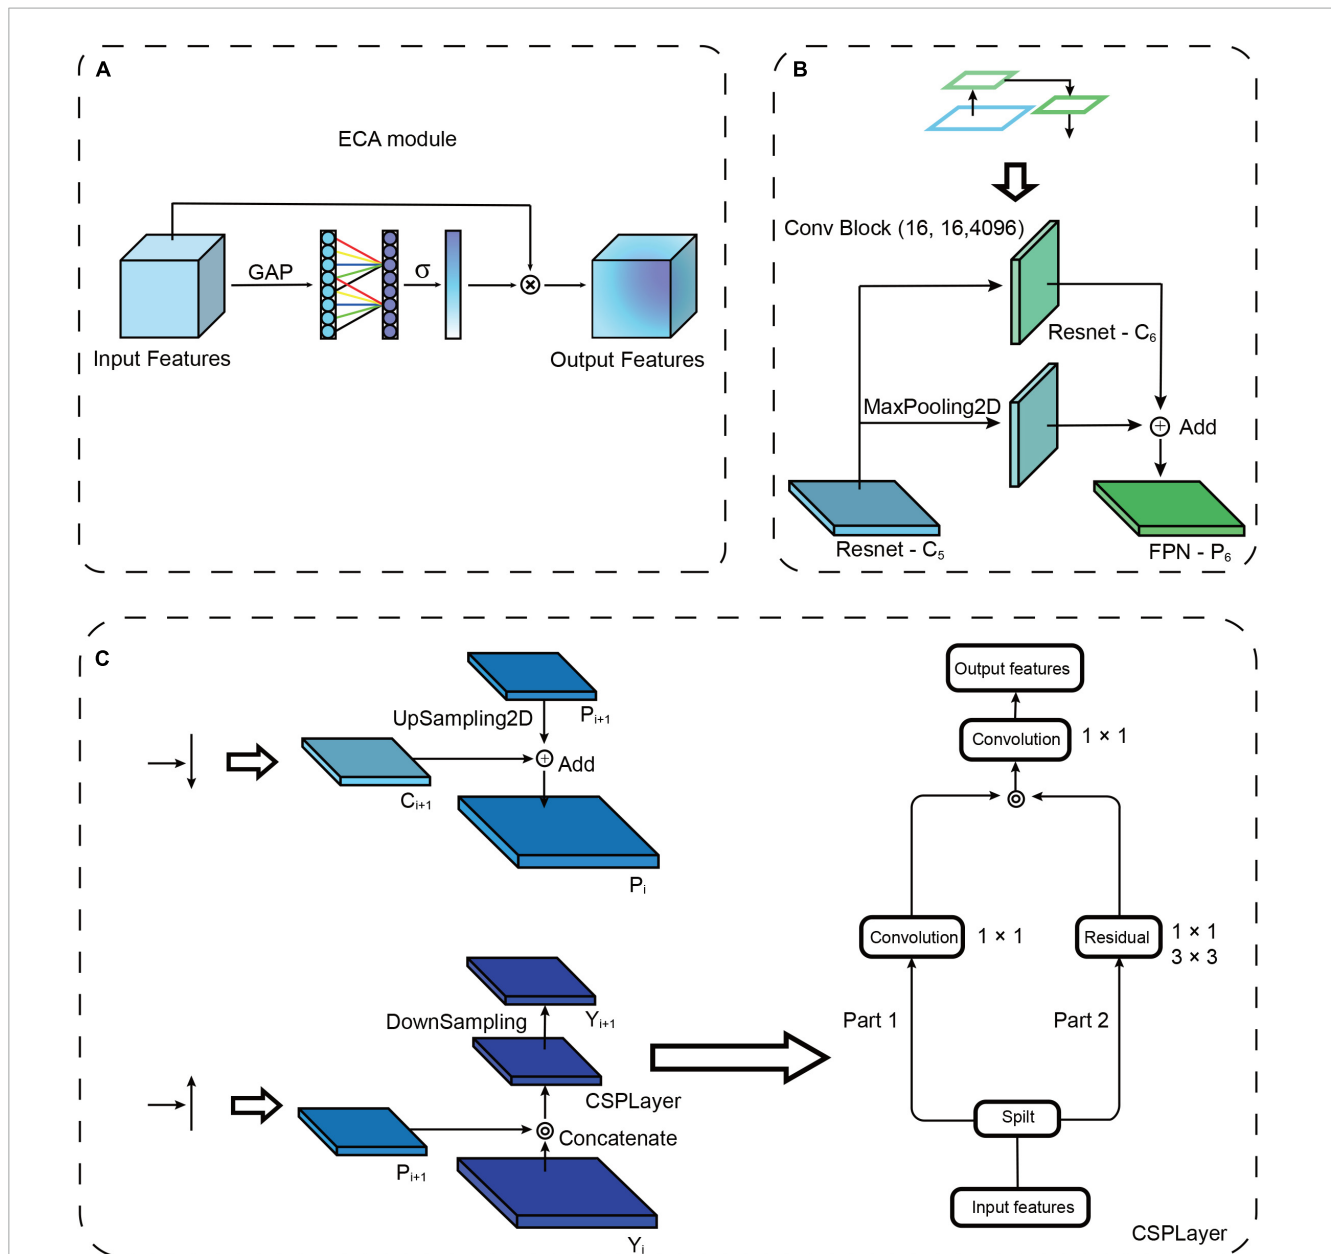 A
ECA module
GAP
σ
Input Features
Output Features
B
Conv Block (16, 16,4096)
Resnet - C₆
MaxPooling2D
Add
Resnet - C₅
FPN - P₆
C
UpSampling2D
Pᵢ₊₁
Add
Cᵢ₊₁
Pᵢ
DownSampling
Yᵢ₊₁
CSPLayer
Concatenate
Pᵢ₊₁
Yᵢ
Output features
Convolution
1 × 1
Convolution
1 × 1
Residual
1 × 1
3 × 3
Part 1
Part 2
Spilt
Input features
CSPLayer